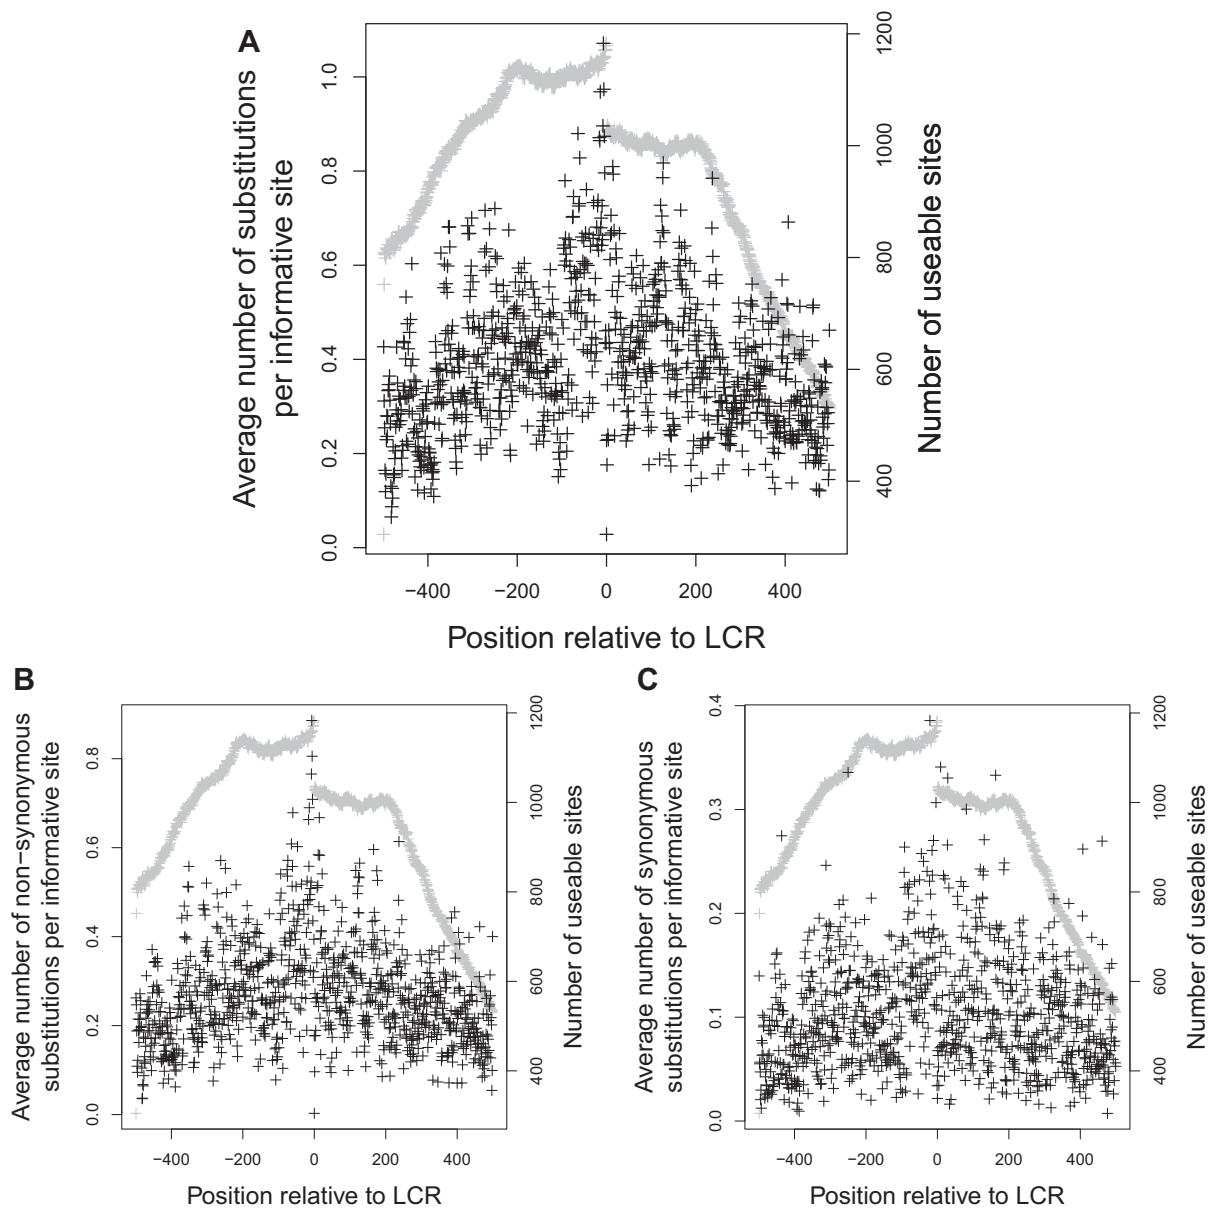 A
Average number of substitutions
per informative site
0.0 0.2 0.4 0.6 0.8 1.0
400 600 800 1000 1200
Number of useable sites
−400 −200 0 200 400
Position relative to LCR
B
Average number of non−synonymous
substitutions per informative site
0.0 0.2 0.4 0.6 0.8
400 600 800 1000 1200
Number of useable sites
−400 −200 0 200 400
Position relative to LCR
C
Average number of synonymous
substitutions per informative site
0.0 0.1 0.2 0.3 0.4
400 600 800 1000 1200
Number of useable sites
−400 −200 0 200 400
Position relative to LCR